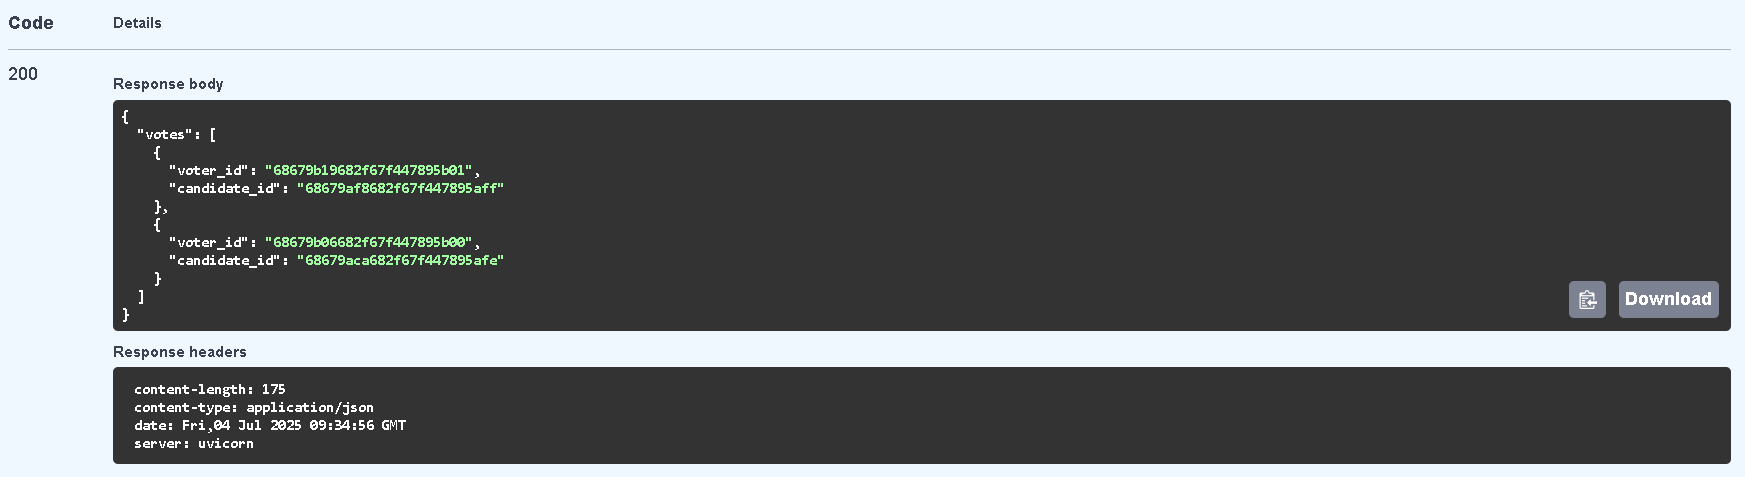 Code Details
200
Response body
{
  "votes": [
    {
      "voter_id": "68679b19682f67f447895b01",
      "candidate_id": "68679af8682f67f447895aff"
    },
    {
      "voter_id": "68679b06682f67f447895b00",
      "candidate_id": "68679aca682f67f447895afe"
    }
  ]
}
Download
Response headers
content-length: 175
content-type: application/json
date: Fri,04 Jul 2025 09:34:56 GMT
server: uvicorn